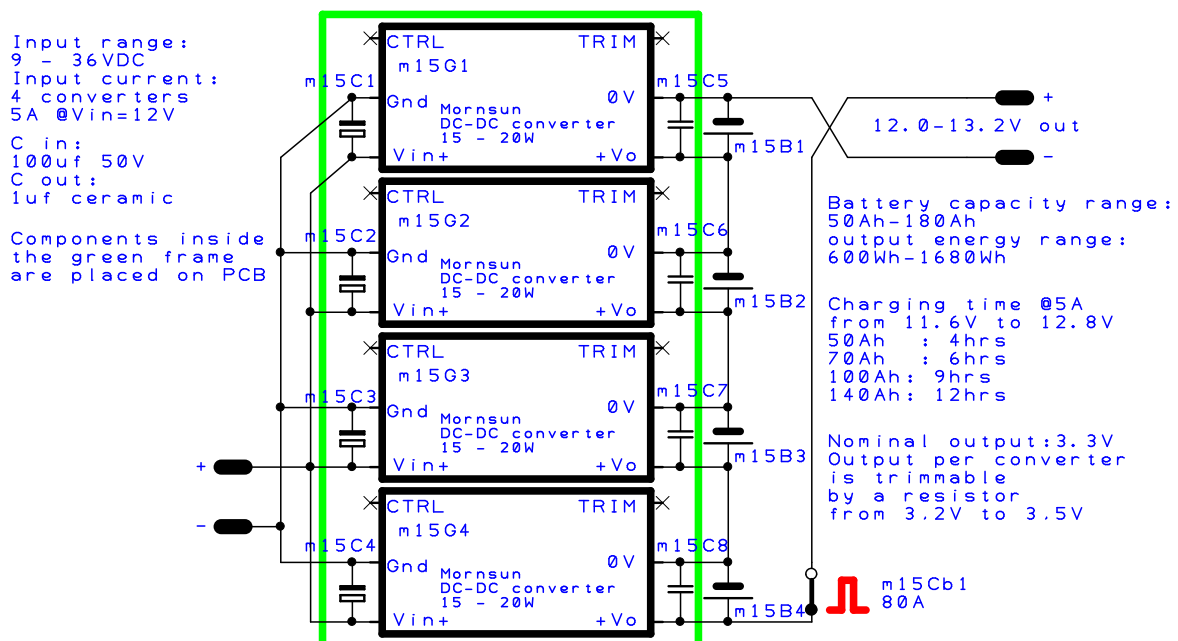 Input range:
9 - 36VDC
Input current:
4 converters
5A @Vin=12V
C in:
100uf 50V
C out:
1uf ceramic
Components inside
the green frame
are placed on PCB
m15C1
CTRL
TRIM
m15G1
Gnd
0V
Mornsun
DC-DC converter
15 - 20W
Vin+
+Vo
m15C5
m15B1
m15C2
CTRL
TRIM
m15G2
Gnd
0V
Mornsun
DC-DC converter
15 - 20W
Vin+
+Vo
m15C6
m15B2
m15C3
CTRL
TRIM
m15G3
Gnd
0V
Mornsun
DC-DC converter
15 - 20W
Vin+
+Vo
m15C7
m15B3
+
-
m15C4
CTRL
TRIM
m15G4
Gnd
0V
Mornsun
DC-DC converter
15 - 20W
Vin+
+Vo
m15C8
m15B4
+
12.0-13.2V out
-
Battery capacity range:
50Ah-180Ah
output energy range:
600Wh-1680Wh
Charging time @5A
from 11.6V to 12.8V
50Ah : 4hrs
70Ah : 6hrs
100Ah: 9hrs
140Ah: 12hrs
Nominal output:3.3V
Output per converter
is trimmable
by a resistor
from 3.2V to 3.5V
m15Cb1
80A